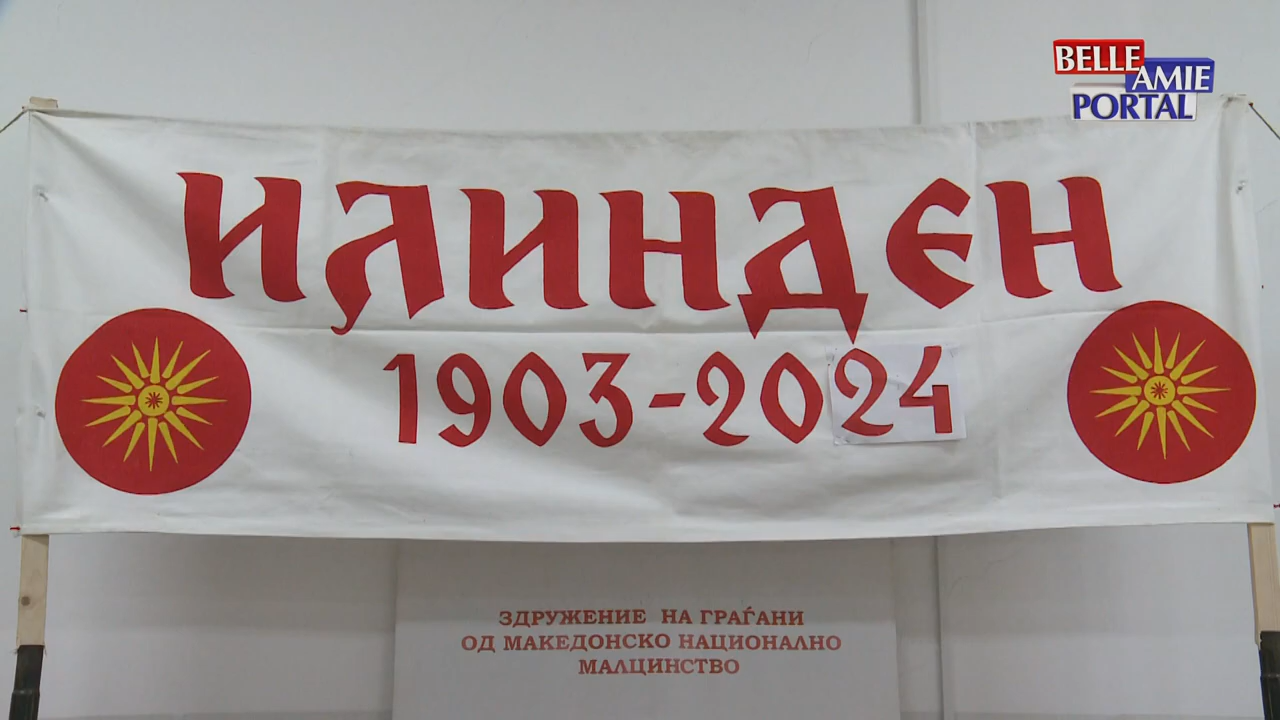 BELLE
AMIE
PORTAL
ИЛИНДЕН
1903-2024
ЗДРУЖЕНИЕ НА ГРАЃАНИ
ОД МАКЕДОНСКО НАЦИОНАЛНО
МАЛЦИНСТВО